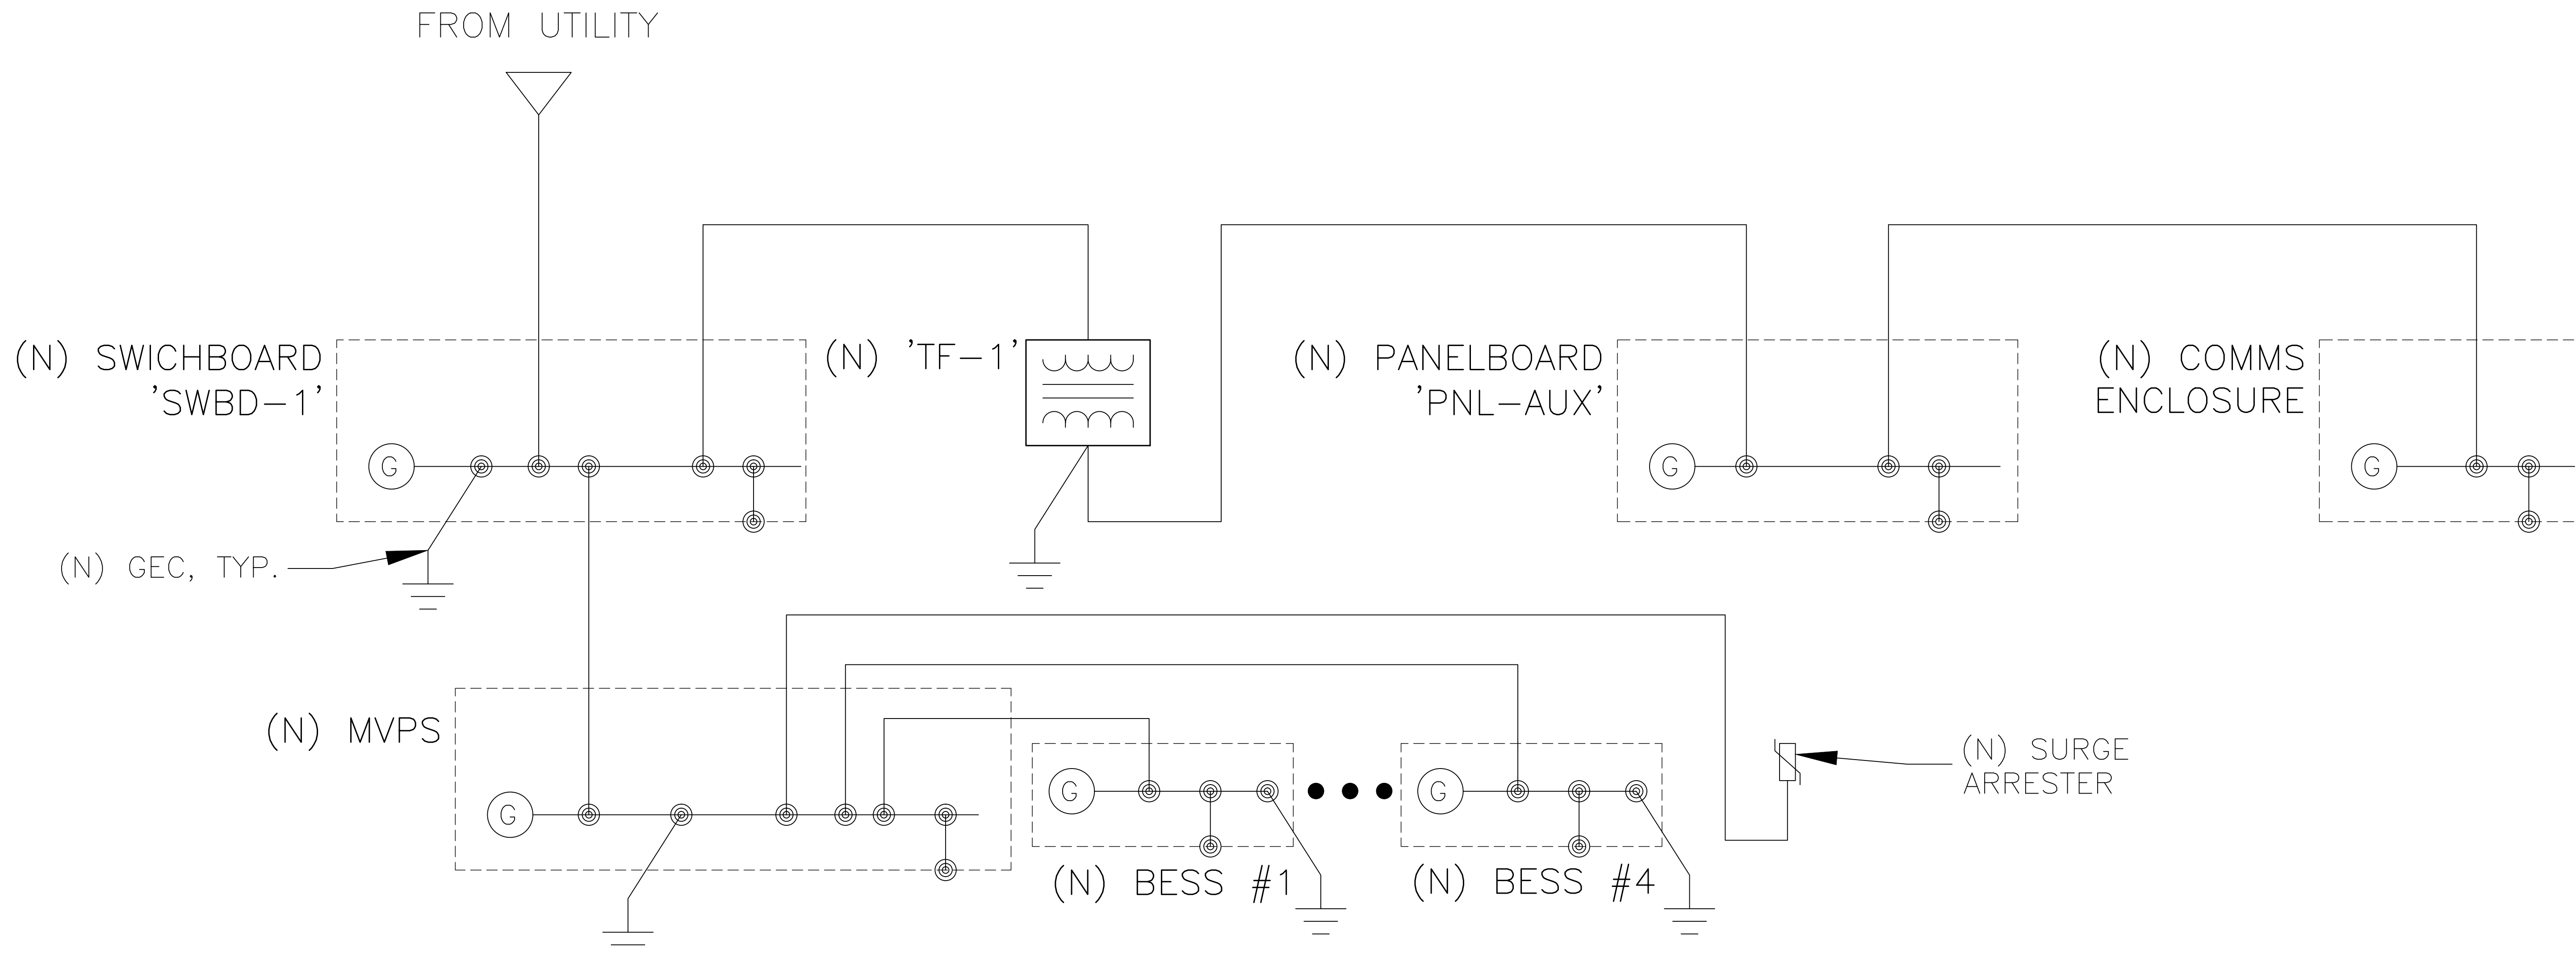 FROM UTILITY
(N) SWICHBOARD
'SWBD-1'
(N) 'TF-1'
(N) PANELBOARD
'PNL-AUX'
(N) COMMS
ENCLOSURE
G
G
G
(N) GEC, TYP.
(N) MVPS
G
G
G
(N) SURGE
ARRESTER
(N) BESS #1
(N) BESS #4